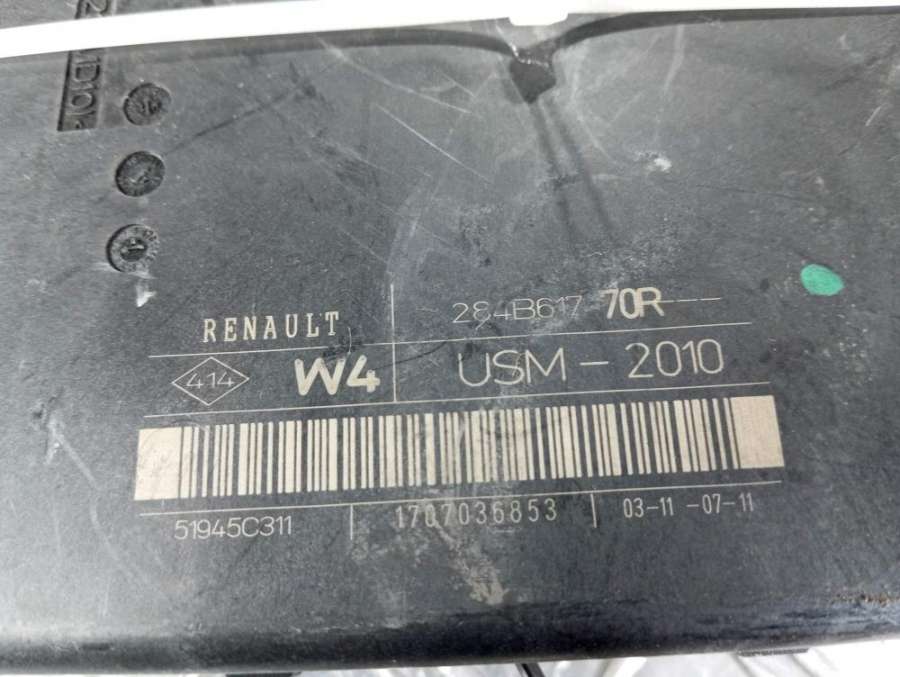 RENAULT
284B617 70R---
414 W4 USM-2010
51945C311 1707036853 03-11-07-11